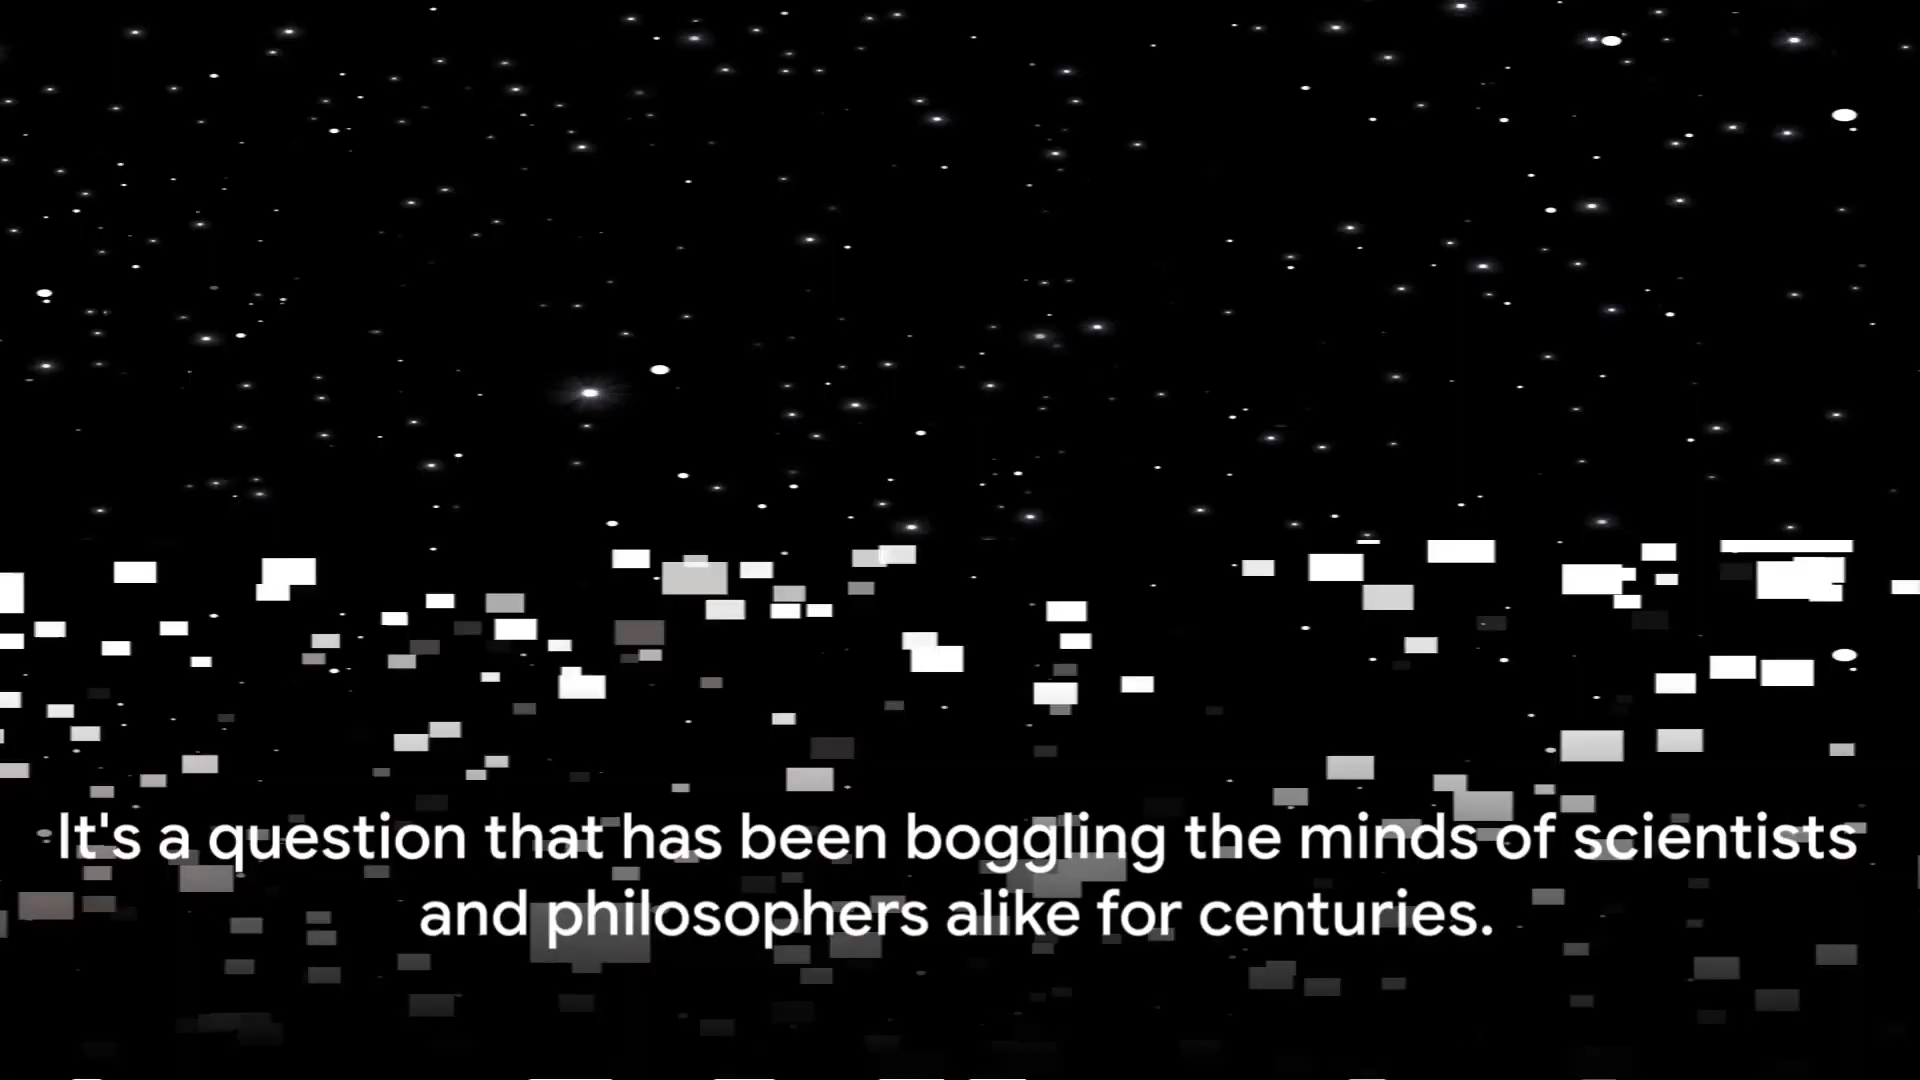 It's a question that has been boggling the minds of scientists
and philosophers alike for centuries.